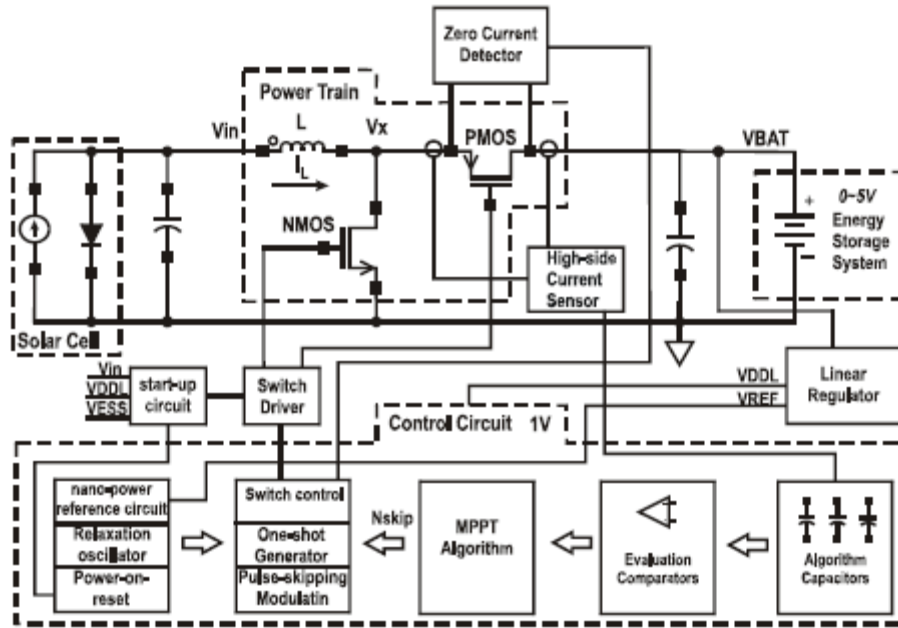 Zero Current
Detector
Power Train
Vin
L
Vx
PMOS
VBAT
IL
NMOS
+
0~5V
Energy
Storage
System
High-side
Current
Sensor
Solar Cell
Vin
VDDL
VESS
start-up
circuit
Switch
Driver
VDDL
VREF
Linear
Regulator
Control Circuit 1V
nano-power
reference circuit
Relaxation
oscillator
Power-on-
reset
Switch control
One-shot
Generator
Pulse-skipping
Modulatin
Nskip
MPPT
Algorithm
Evaluation
Comparators
Algorithm
Capacitors